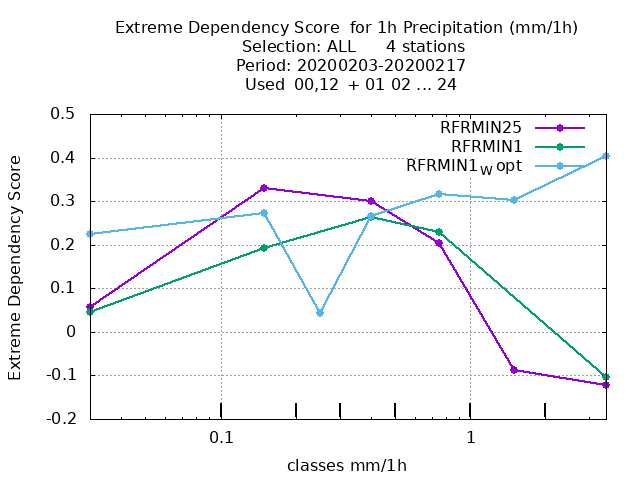 Extreme Dependency Score  for 1h Precipitation (mm/1h)
Selection: ALL      4 stations
Period: 20200203-20200217
Used  00,12  + 01 02 ... 24
RFRMIN25
RFRMIN1
RFRMIN1W opt
0.5
0.4
0.3
0.2
0.1
0
-0.1
-0.2
Extreme Dependency Score
0.1
1
classes mm/1h